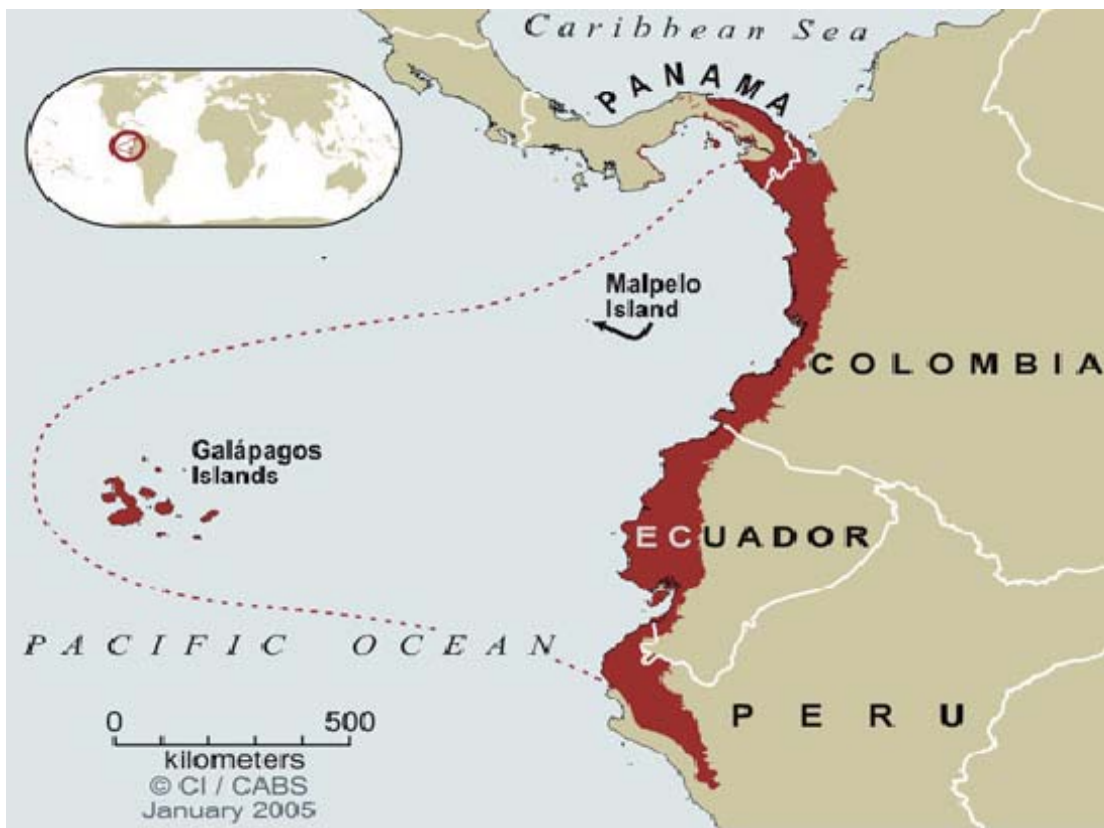 Caribbean Sea
PANAMA
Malpelo
Island
COLOMBIA
Galápagos
Islands
ECUADOR
PACIFIC OCEAN
PERU
0 500
kilometers
© CI / CABS
January 2005